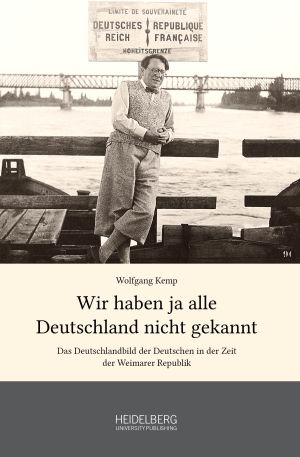 LIMITE DE SOUVERAINETÉ
DEUTSCHES REPUBLIQUE
REICH FRANÇAISE
HOHEITSGRENZE
Wolfgang Kemp
Wir haben ja alle
Deutschland nicht gekannt
Das Deutschlandbild der Deutschen in der Zeit
der Weimarer Republik
HEIDELBERG
UNIVERSITY PUBLISHING